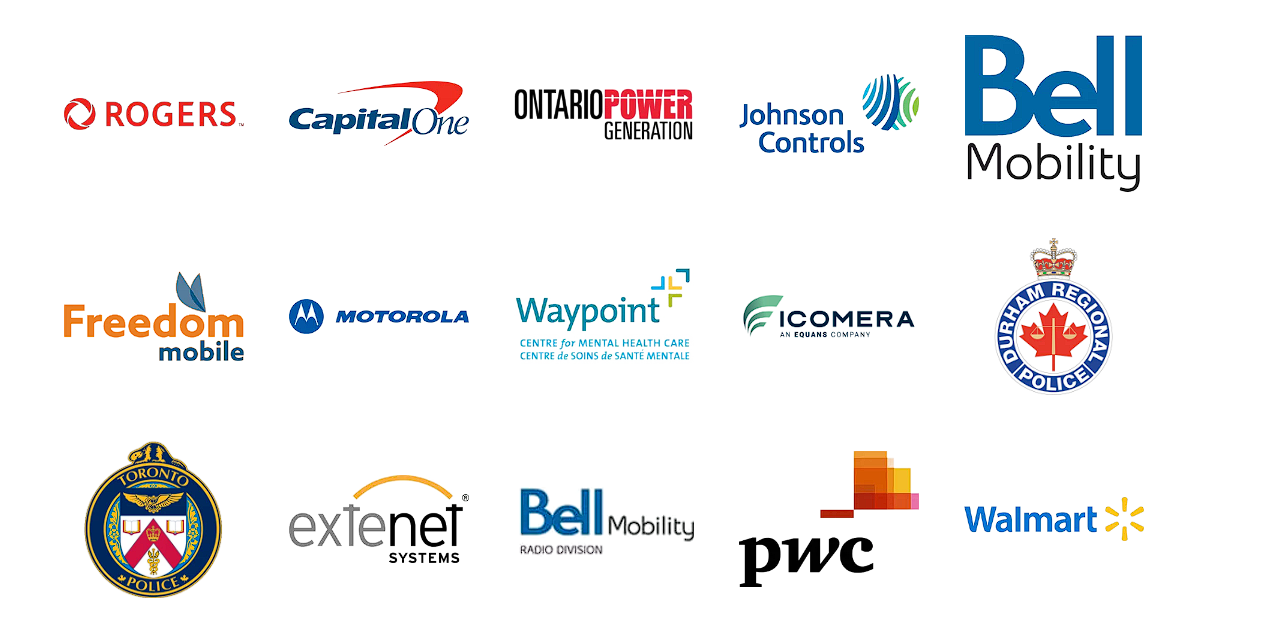 ROGERS™
CapitalOne
ONTARIOPOWER
GENERATION
Johnson
Controls
Bell
Mobility
Freedom
mobile
MOTOROLA
Waypoint
CENTRE for MENTAL HEALTH CARE
CENTRE de SOINS de SANTÉ MENTALE
ICOMERA
AN EQUANS COMPANY
DURHAM REGIONAL
POLICE
TORONTO
POLICE
extenet®
SYSTEMS
Bell Mobility
RADIO DIVISION
pwc
Walmart